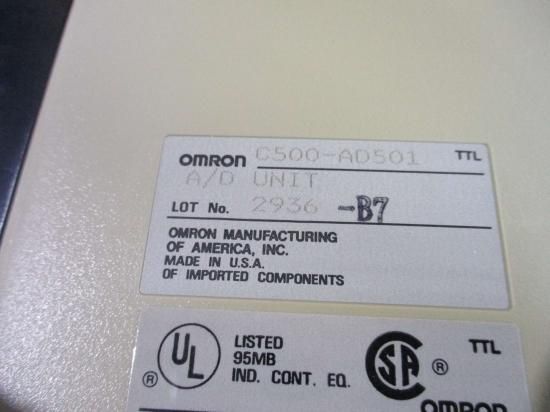 OMRON C500-AD501 TTL
A/D UNIT
LOT No. 2936 -B7
OMRON MANUFACTURING
OF AMERICA, INC.
MADE IN U.S.A.
OF IMPORTED COMPONENTS
UL ® LISTED
95MB
IND. CONT. EQ.
SA ® TTL
OMRON